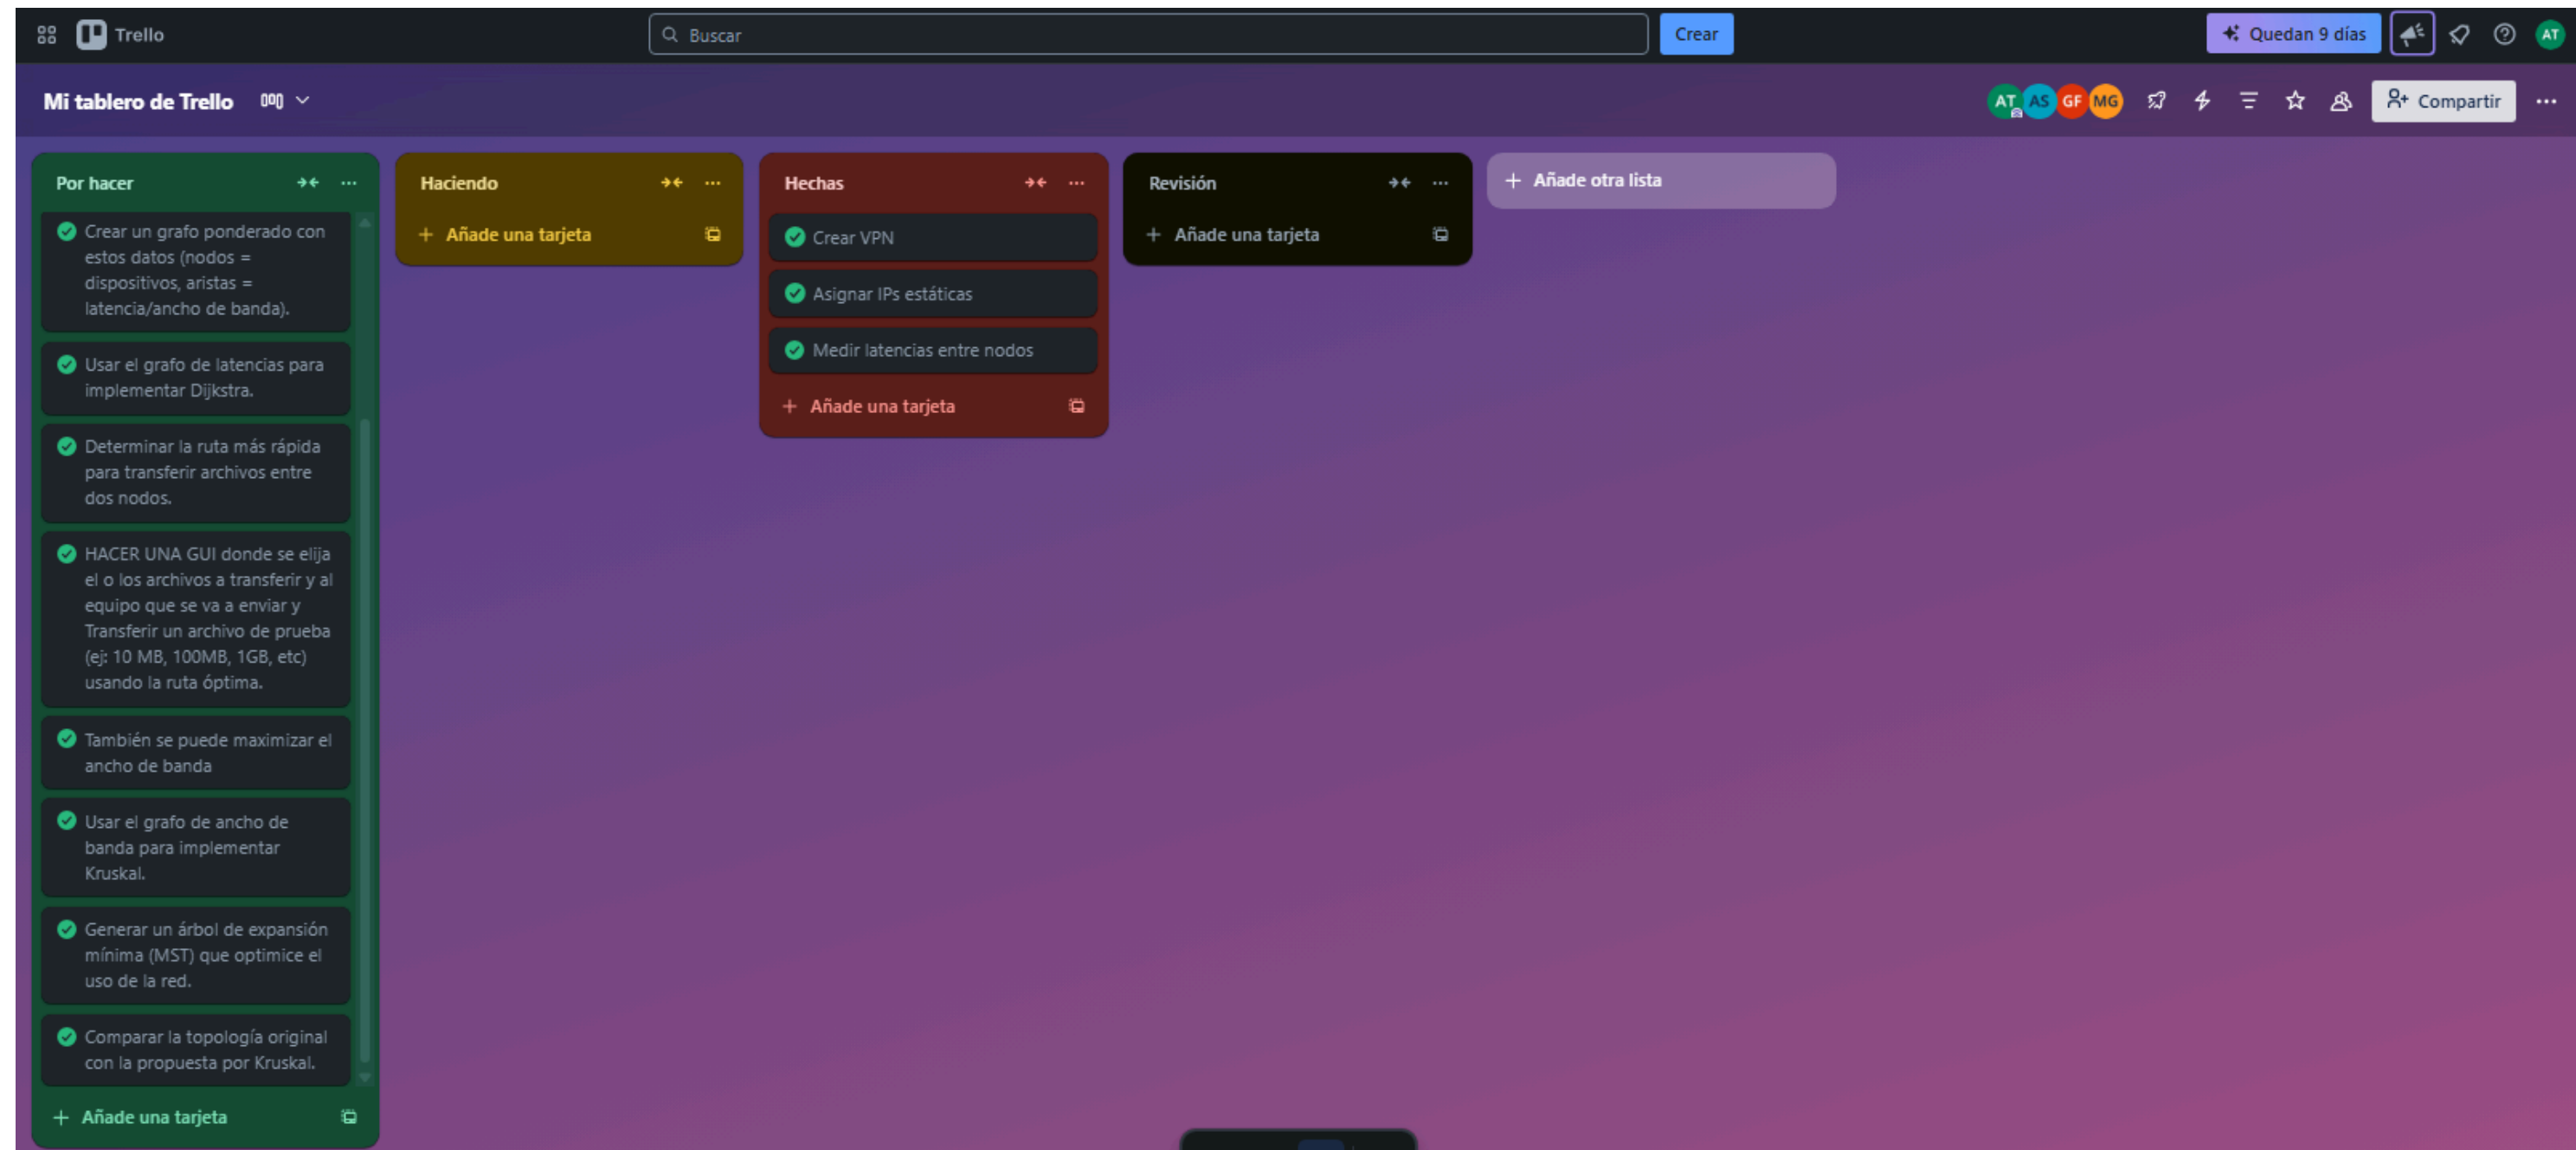 Trello
Buscar
Crear
Quedan 9 días
AT
Mi tablero de Trello
AT AS GF MG
Compartir
Por hacer
Crear un grafo ponderado con
estos datos (nodos =
dispositivos, aristas =
latencia/ancho de banda).
Usar el grafo de latencias para
implementar Dijkstra.
Determinar la ruta más rápida
para transferir archivos entre
dos nodos.
HACER UNA GUI donde se elija
el o los archivos a transferir y al
equipo que se va a enviar y
Transferir un archivo de prueba
(ej: 10 MB, 100MB, 1GB, etc)
usando la ruta óptima.
También se puede maximizar el
ancho de banda
Usar el grafo de ancho de
banda para implementar
Kruskal.
Generar un árbol de expansión
mínima (MST) que optimice el
uso de la red.
Comparar la topología original
con la propuesta por Kruskal.
+ Añade una tarjeta
Haciendo
+ Añade una tarjeta
Hechas
Crear VPN
Asignar IPs estáticas
Medir latencias entre nodos
+ Añade una tarjeta
Revisión
+ Añade una tarjeta
+ Añade otra lista